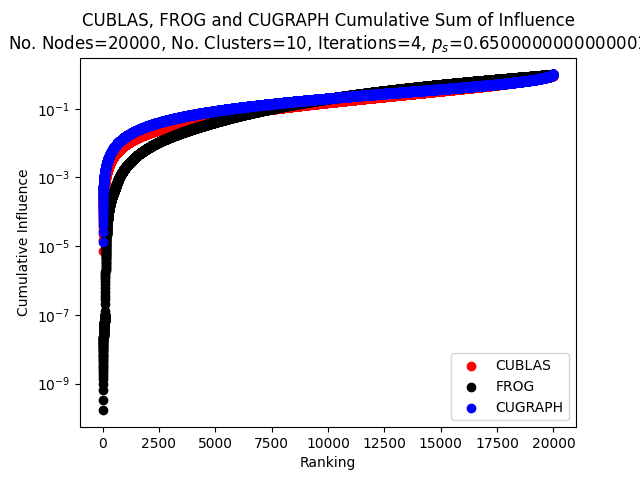 CUBLAS, FROG and CUGRAPH Cumulative Sum of Influence
No. Nodes=20000, No. Clusters=10, Iterations=4, $p_s$=0.6500000000000001
10⁻¹
10⁻³
10⁻⁵
10⁻⁷
10⁻⁹
Cumulative Influence
CUBLAS
FROG
CUGRAPH
0 2500 5000 7500 10000 12500 15000 17500 20000
Ranking